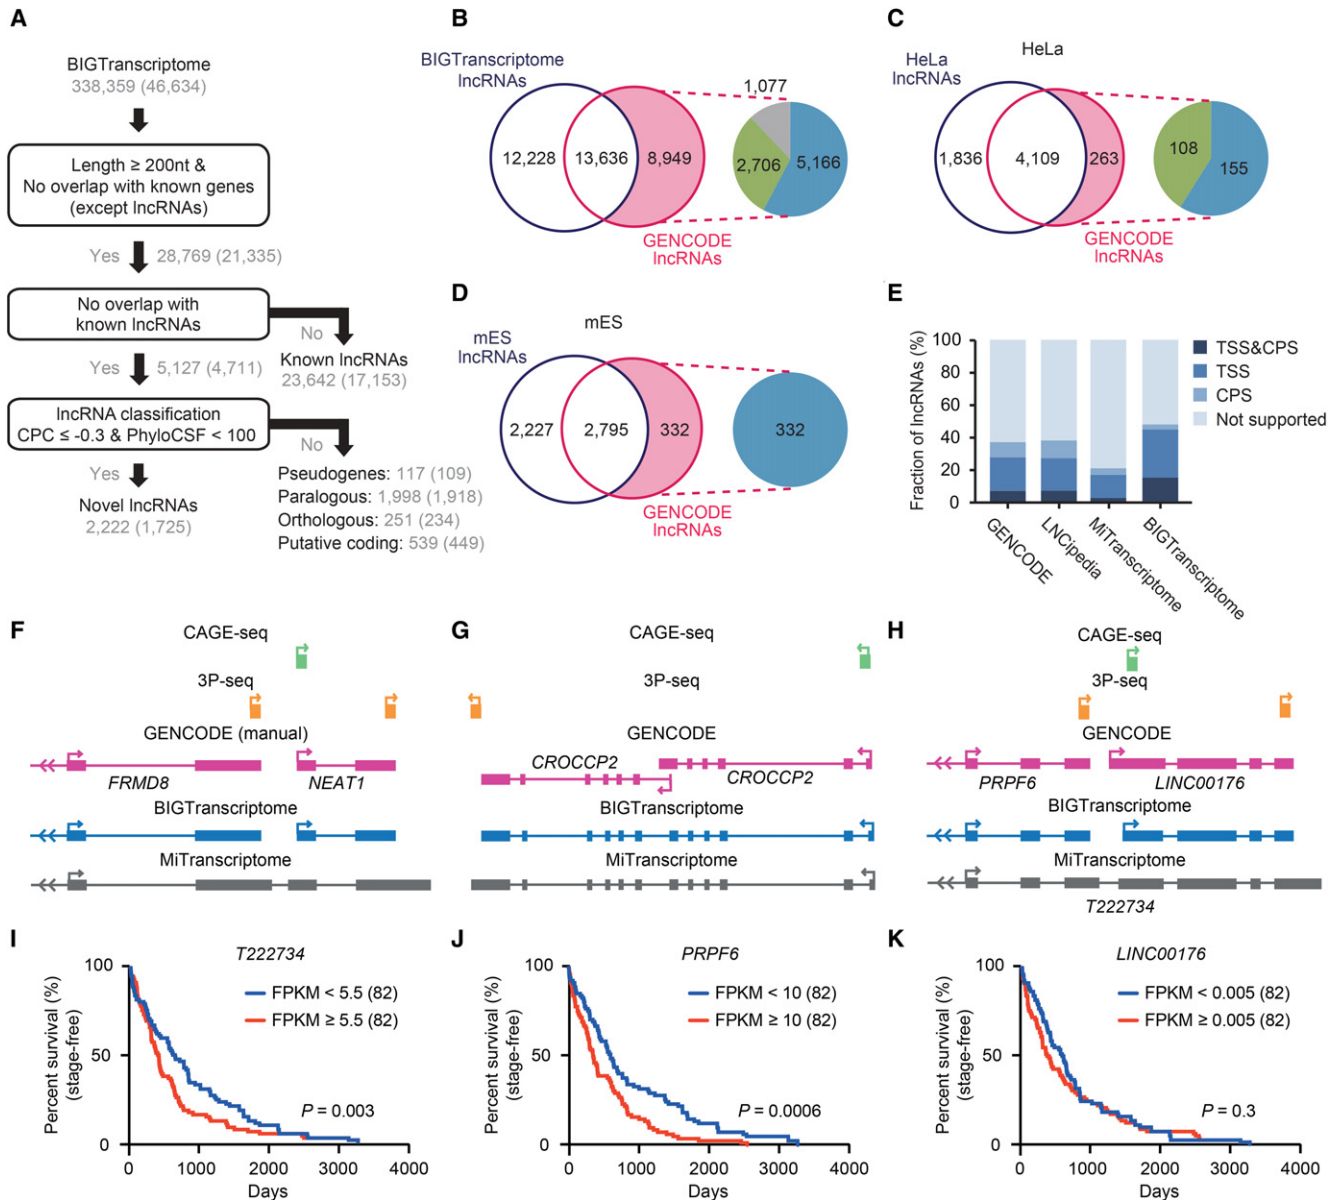 A
BIGTranscriptome
338,359 (46,634)
Length ≥ 200nt &
No overlap with known genes
(except lncRNAs)
Yes
28,769 (21,335)
No overlap with
known lncRNAs
No
Known lncRNAs
23,642 (17,153)
Yes
5,127 (4,711)
lncRNA classification
CPC ≤ -0.3 & PhyloCSF < 100
No
Pseudogenes: 117 (109)
Paralogous: 1,998 (1,918)
Orthologous: 251 (234)
Putative coding: 539 (449)
Yes
Novel lncRNAs
2,222 (1,725)
B
BIGTranscriptome
lncRNAs
12,228
13,636
8,949
1,077
2,706
5,166
GENCODE
lncRNAs
C
HeLa
HeLa
lncRNAs
1,836
4,109
263
108
155
GENCODE
lncRNAs
D
mES
mES
lncRNAs
2,227
2,795
332
332
GENCODE
lncRNAs
E
Fraction of lncRNAs (%)
100
80
60
40
20
0
TSS&CPS
TSS
CPS
Not supported
GENCODE
LNCipedia
MiTranscriptome
BIGTranscriptome
F
CAGE-seq
3P-seq
GENCODE (manual)
FRMD8
NEAT1
BIGTranscriptome
MiTranscriptome
G
CAGE-seq
3P-seq
GENCODE
CROCCP2
CROCCP2
BIGTranscriptome
MiTranscriptome
H
CAGE-seq
3P-seq
GENCODE
PRPF6
LINC00176
BIGTranscriptome
MiTranscriptome
T222734
I
T222734
Percent survival (%)
(stage-free)
100
50
0
FPKM < 5.5 (82)
FPKM ≥ 5.5 (82)
P = 0.003
0
1000
2000
3000
4000
Days
J
PRPF6
Percent survival (%)
(stage-free)
100
50
0
FPKM < 10 (82)
FPKM ≥ 10 (82)
P = 0.0006
0
1000
2000
3000
4000
Days
K
LINC00176
Percent survival (%)
(stage-free)
100
50
0
FPKM < 0.005 (82)
FPKM ≥ 0.005 (82)
P = 0.3
0
1000
2000
3000
4000
Days